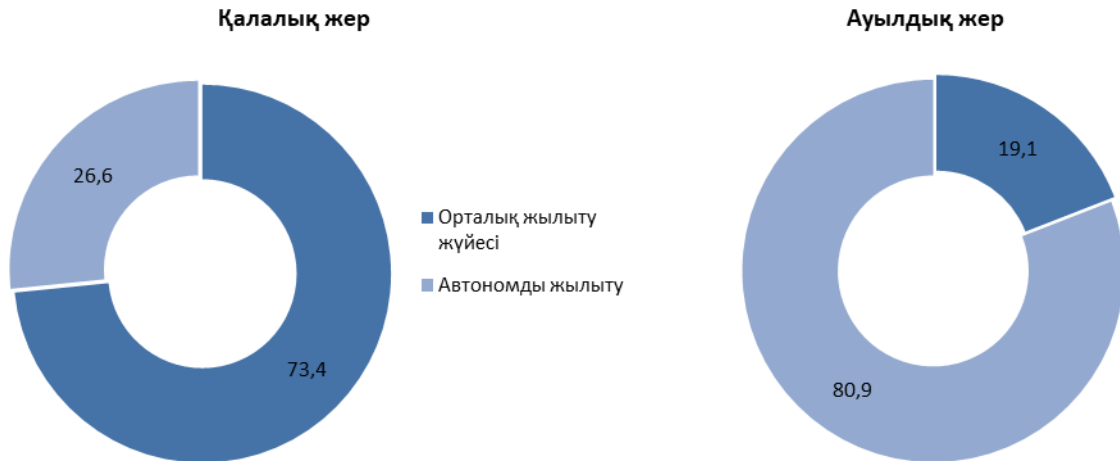 Қалалық жер
Ауылдық жер
26,6
73,4
Орталық жылыту
жүйесі
Автономды жылыту
19,1
80,9